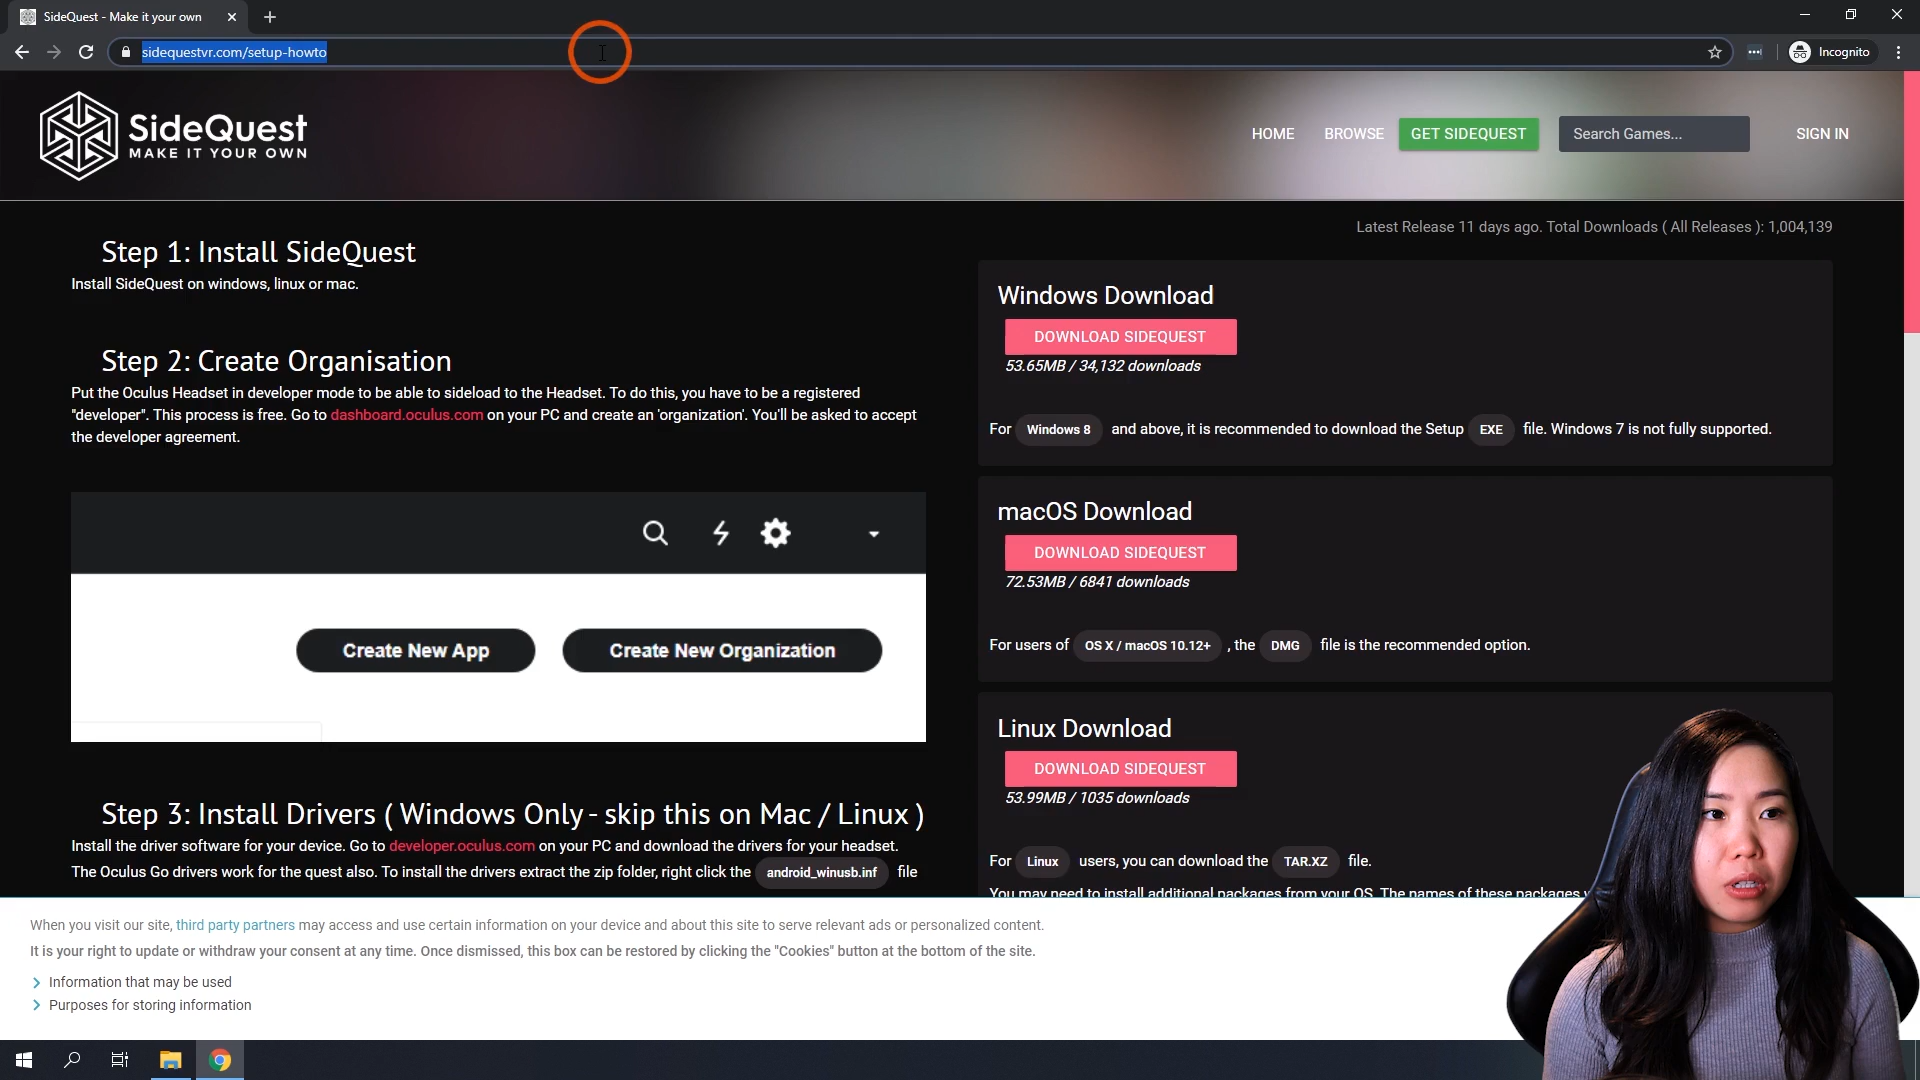 SideQuest - Make it your own
sidequestvr.com/setup-howto
Incognito
SideQuest
MAKE IT YOUR OWN
HOME
BROWSE
GET SIDEQUEST
Search Games...
SIGN IN
Latest Release 11 days ago. Total Downloads ( All Releases ): 1,004,139
Step 1: Install SideQuest
Install SideQuest on windows, linux or mac.
Step 2: Create Organisation
Put the Oculus Headset in developer mode to be able to sideload to the Headset. To do this, you have to be a registered
"developer". This process is free. Go to dashboard.oculus.com on your PC and create an 'organization'. You'll be asked to accept
the developer agreement.
Create New App
Create New Organization
Step 3: Install Drivers ( Windows Only - skip this on Mac / Linux )
Install the driver software for your device. Go to developer.oculus.com on your PC and download the drivers for your headset.
The Oculus Go drivers work for the quest also. To install the drivers extract the zip folder, right click the android_winusb.inf file
Windows Download
DOWNLOAD SIDEQUEST
53.65MB / 34,132 downloads
For Windows 8 and above, it is recommended to download the Setup EXE file. Windows 7 is not fully supported.
macOS Download
DOWNLOAD SIDEQUEST
72.53MB / 6841 downloads
For users of OS X / macOS 10.12+ , the DMG file is the recommended option.
Linux Download
DOWNLOAD SIDEQUEST
53.99MB / 1035 downloads
For Linux users, you can download the TAR.XZ file.
You may need to install additional packages from your OS. The names of these packages
When you visit our site, third party partners may access and use certain information on your device and about this site to serve relevant ads or personalized content.
It is your right to update or withdraw your consent at any time. Once dismissed, this box can be restored by clicking the "Cookies" button at the bottom of the site.
Information that may be used
Purposes for storing information